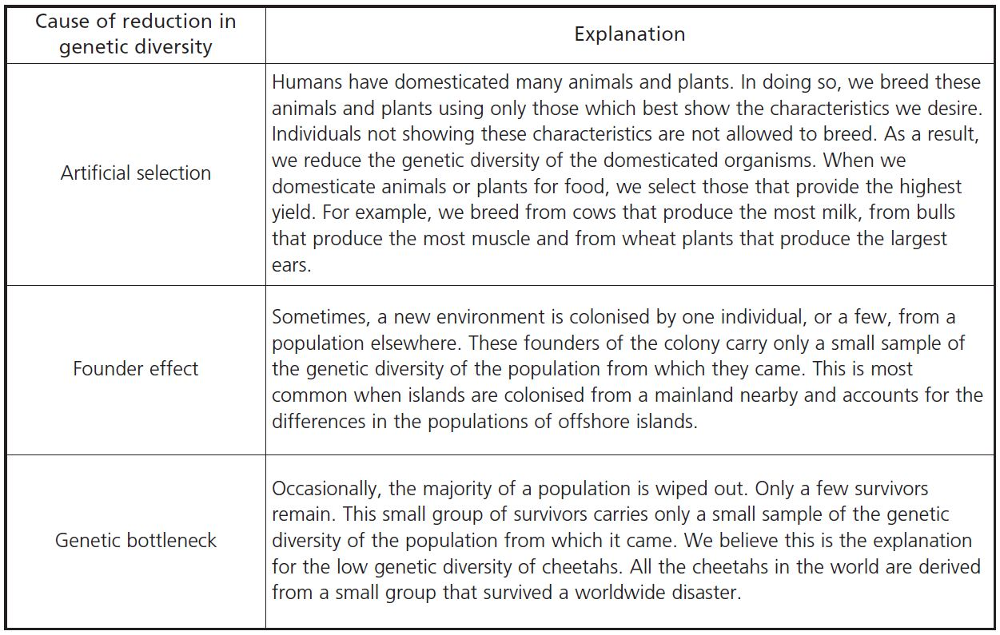 Cause of reduction in
genetic diversity
Explanation
Artificial selection
Humans have domesticated many animals and plants. In doing so, we breed these
animals and plants using only those which best show the characteristics we desire.
Individuals not showing these characteristics are not allowed to breed. As a result,
we reduce the genetic diversity of the domesticated organisms. When we
domesticate animals or plants for food, we select those that provide the highest
yield. For example, we breed from cows that produce the most milk, from bulls
that produce the most muscle and from wheat plants that produce the largest
ears.
Founder effect
Sometimes, a new environment is colonised by one individual, or a few, from a
population elsewhere. These founders of the colony carry only a small sample of
the genetic diversity of the population from which they came. This is most
common when islands are colonised from a mainland nearby and accounts for the
differences in the populations of offshore islands.
Genetic bottleneck
Occasionally, the majority of a population is wiped out. Only a few survivors
remain. This small group of survivors carries only a small sample of the genetic
diversity of the population from which it came. We believe this is the explanation
for the low genetic diversity of cheetahs. All the cheetahs in the world are derived
from a small group that survived a worldwide disaster.